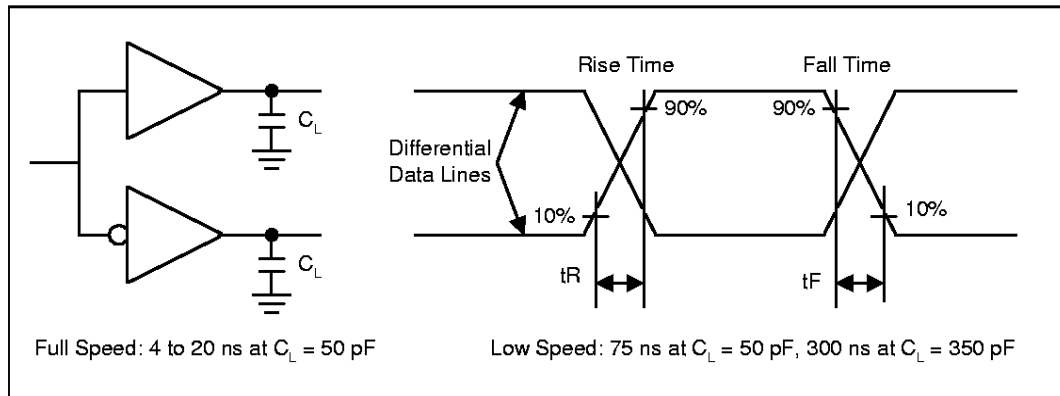 Rise Time
Fall Time
90%
90%
C_L
Differential
Data Lines
10%
10%
C_L
tR
tF
Full Speed: 4 to 20 ns at C_L = 50 pF
Low Speed: 75 ns at C_L = 50 pF, 300 ns at C_L = 350 pF